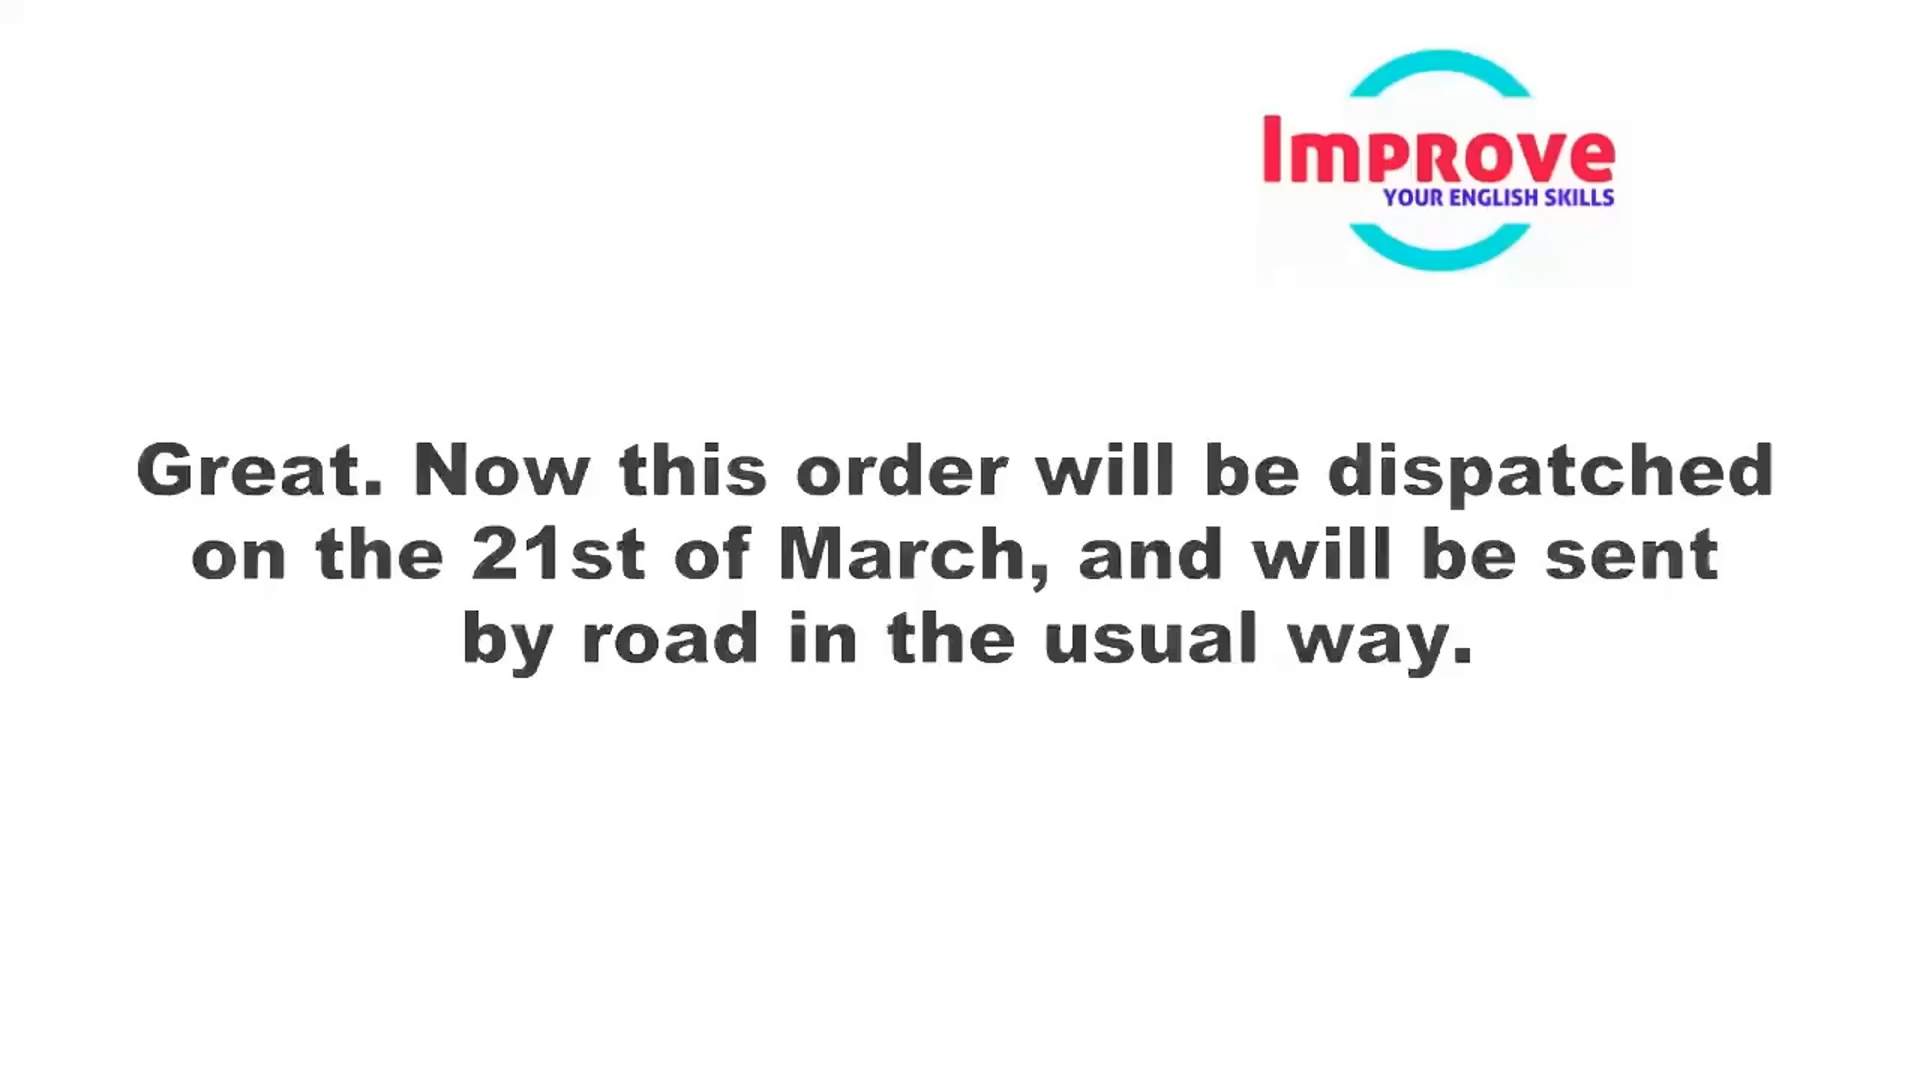 Improve
YOUR ENGLISH SKILLS
Great. Now this order will be dispatched
on the 21st of March, and will be sent
by road in the usual way.